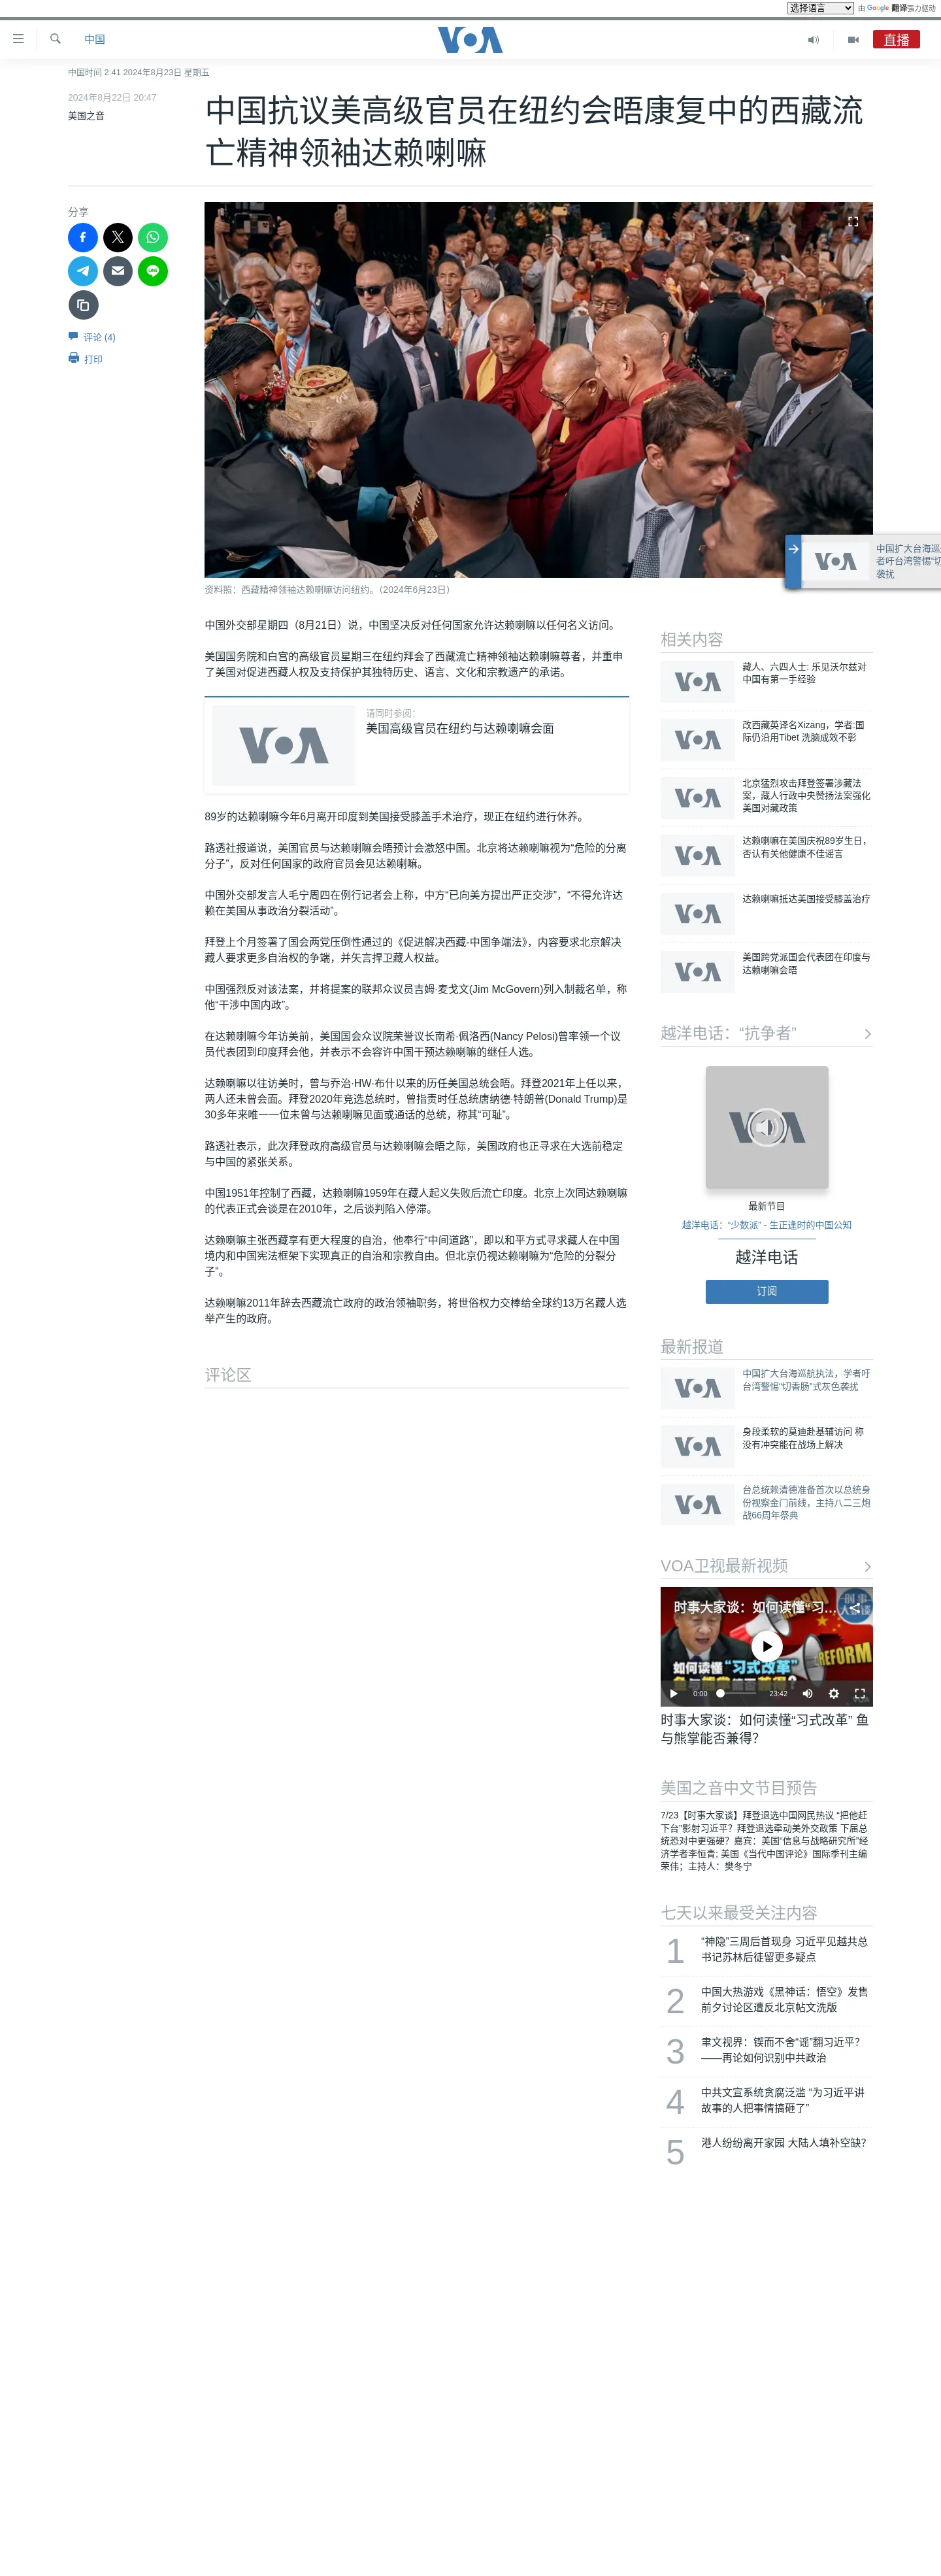 选择语言
由 Google 翻译强力驱动
中国
VOA
直播
中国时间 2:41 2024年8月23日 星期五
2024年8月22日 20:47
美国之音
中国抗议美高级官员在纽约会晤康复中的西藏流
亡精神领袖达赖喇嘛
分享
LINE
评论 (4)
打印
资料照：西藏精神领袖达赖喇嘛访问纽约。（2024年6月23日）
VOA
中国扩大台海巡
者吁台湾警惕“切
袭扰
中国外交部星期四（8月21日）说，中国坚决反对任何国家允许达赖喇嘛以任何名义访问。
美国国务院和白宫的高级官员星期三在纽约拜会了西藏流亡精神领袖达赖喇嘛尊者，并重申
了美国对促进西藏人权及支持保护其独特历史、语言、文化和宗教遗产的承诺。
VOA
请同时参阅：
美国高级官员在纽约与达赖喇嘛会面
89岁的达赖喇嘛今年6月离开印度到美国接受膝盖手术治疗，现正在纽约进行休养。
路透社报道说，美国官员与达赖喇嘛会晤预计会激怒中国。北京将达赖喇嘛视为“危险的分离
分子”，反对任何国家的政府官员会见达赖喇嘛。
中国外交部发言人毛宁周四在例行记者会上称，中方“已向美方提出严正交涉”，“不得允许达
赖在美国从事政治分裂活动”。
拜登上个月签署了国会两党压倒性通过的《促进解决西藏-中国争端法》，内容要求北京解决
藏人要求更多自治权的争端，并矢言捍卫藏人权益。
中国强烈反对该法案，并将提案的联邦众议员吉姆·麦戈文(Jim McGovern)列入制裁名单，称
他“干涉中国内政”。
在达赖喇嘛今年访美前，美国国会众议院荣誉议长南希·佩洛西(Nancy Pelosi)曾率领一个议
员代表团到印度拜会他，并表示不会容许中国干预达赖喇嘛的继任人选。
达赖喇嘛以往访美时，曾与乔治·HW·布什以来的历任美国总统会晤。拜登2021年上任以来，
两人还未曾会面。拜登2020年竞选总统时，曾指责时任总统唐纳德·特朗普(Donald Trump)是
30多年来唯一一位未曾与达赖喇嘛见面或通话的总统，称其“可耻”。
路透社表示，此次拜登政府高级官员与达赖喇嘛会晤之际，美国政府也正寻求在大选前稳定
与中国的紧张关系。
中国1951年控制了西藏，达赖喇嘛1959年在藏人起义失败后流亡印度。北京上次同达赖喇嘛
的代表正式会谈是在2010年，之后谈判陷入停滞。
达赖喇嘛主张西藏享有更大程度的自治，他奉行“中间道路”，即以和平方式寻求藏人在中国
境内和中国宪法框架下实现真正的自治和宗教自由。但北京仍视达赖喇嘛为“危险的分裂分
子”。
达赖喇嘛2011年辞去西藏流亡政府的政治领袖职务，将世俗权力交棒给全球约13万名藏人选
举产生的政府。
评论区
相关内容
VOA
藏人、六四人士: 乐见沃尔兹对
中国有第一手经验
VOA
改西藏英译名Xizang，学者:国
际仍沿用Tibet 洗脑成效不彰
VOA
北京猛烈攻击拜登签署涉藏法
案，藏人行政中央赞扬法案强化
美国对藏政策
VOA
达赖喇嘛在美国庆祝89岁生日，
否认有关他健康不佳谣言
VOA
达赖喇嘛抵达美国接受膝盖治疗
VOA
美国跨党派国会代表团在印度与
达赖喇嘛会晤
越洋电话：“抗争者”
VOA
最新节目
越洋电话：“少数派” - 生正逢时的中国公知
越洋电话
订阅
最新报道
VOA
中国扩大台海巡航执法，学者吁
台湾警惕“切香肠”式灰色袭扰
VOA
身段柔软的莫迪赴基辅访问 称
没有冲突能在战场上解决
VOA
台总统赖清德准备首次以总统身
份视察金门前线，主持八二三炮
战66周年祭典
VOA卫视最新视频
时事大家谈：如何读懂“习...
时事
大家谈
REFORM
如何读懂“习式改革”
鱼与熊掌能否兼得？
0:00
23:42
VOA
时事大家谈：如何读懂“习式改革” 鱼
与熊掌能否兼得？
美国之音中文节目预告
7/23【时事大家谈】拜登退选中国网民热议 “把他赶
下台”影射习近平？拜登退选牵动美外交政策 下届总
统恐对中更强硬？嘉宾：美国“信息与战略研究所”经
济学者李恒青; 美国《当代中国评论》国际季刊主编
荣伟；主持人：樊冬宁
七天以来最受关注内容
1
“神隐”三周后首现身 习近平见越共总
书记苏林后徒留更多疑点
2
中国大热游戏《黑神话：悟空》发售
前夕讨论区遭反北京帖文洗版
3
聿文视界：锲而不舍“谣”翻习近平？
——再论如何识别中共政治
4
中共文宣系统贪腐泛滥 “为习近平讲
故事的人把事情搞砸了”
5
港人纷纷离开家园 大陆人填补空缺？